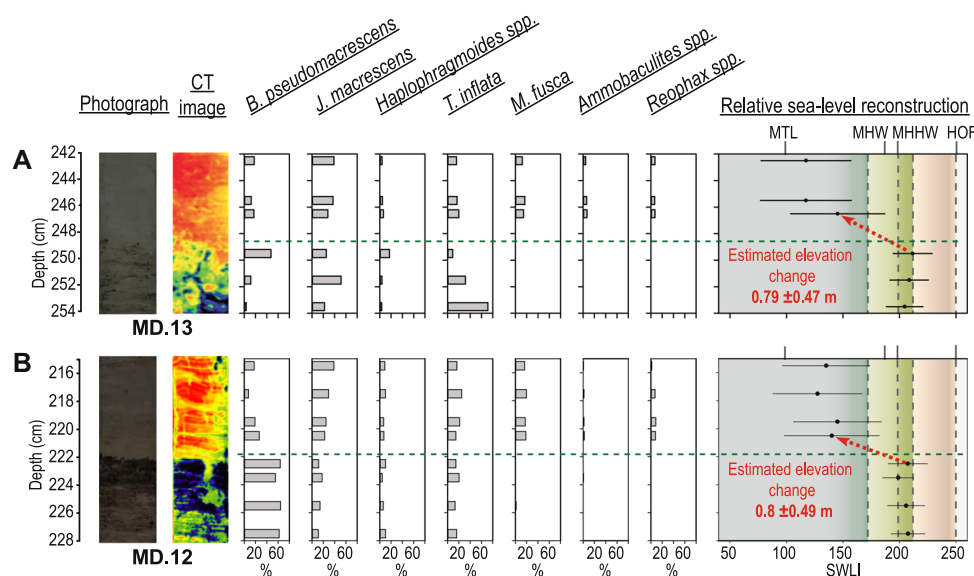 B. pseudomacrescens
J. macrescens
Haplophragmoides spp.
T. inflata
M. fusca
Ammobaculites spp.
Reophax spp.
Photograph
CT
image
Relative sea-level reconstruction
MTL
MHW
MHHW
HOF
A
242
244
246
248
250
252
254
Depth (cm)
MD.13
Estimated elevation
change
0.79 ±0.47 m
B
216
218
220
222
224
226
228
Depth (cm)
MD.12
Estimated elevation
change
0.8 ±0.49 m
20 60
20 60
20 60
20 60
20 60
20 60
20 60
%
%
%
%
%
%
%
50 100 150 200 250
SWLI